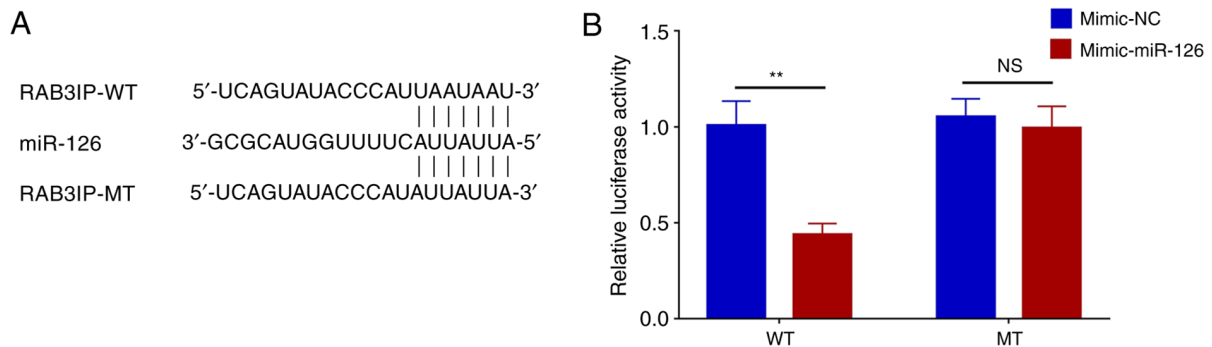 A
RAB3IP-WT 5′-UCAGUAUACCCAUUAAUAAU-3′
miR-126 3′-GCGCAUGGUUUUCAUUAUUA-5′
RAB3IP-MT 5′-UCAGUAUACCCAUAUUAUUA-3′
B
Mimic-NC
Mimic-miR-126
Relative luciferase activity
1.5
1.0
0.5
0.0
**
NS
WT
MT